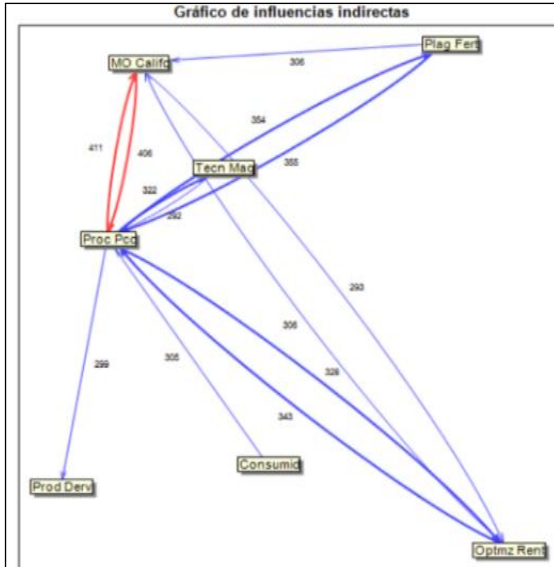 Gráfico de influencias indirectas
Plag Fert
MO Califc
306
354
411
406
355
Tecn Maq
322
292
Proc Pco
293
306
299
305
328
343
Consumid
Prod Derv
Optmz Rent